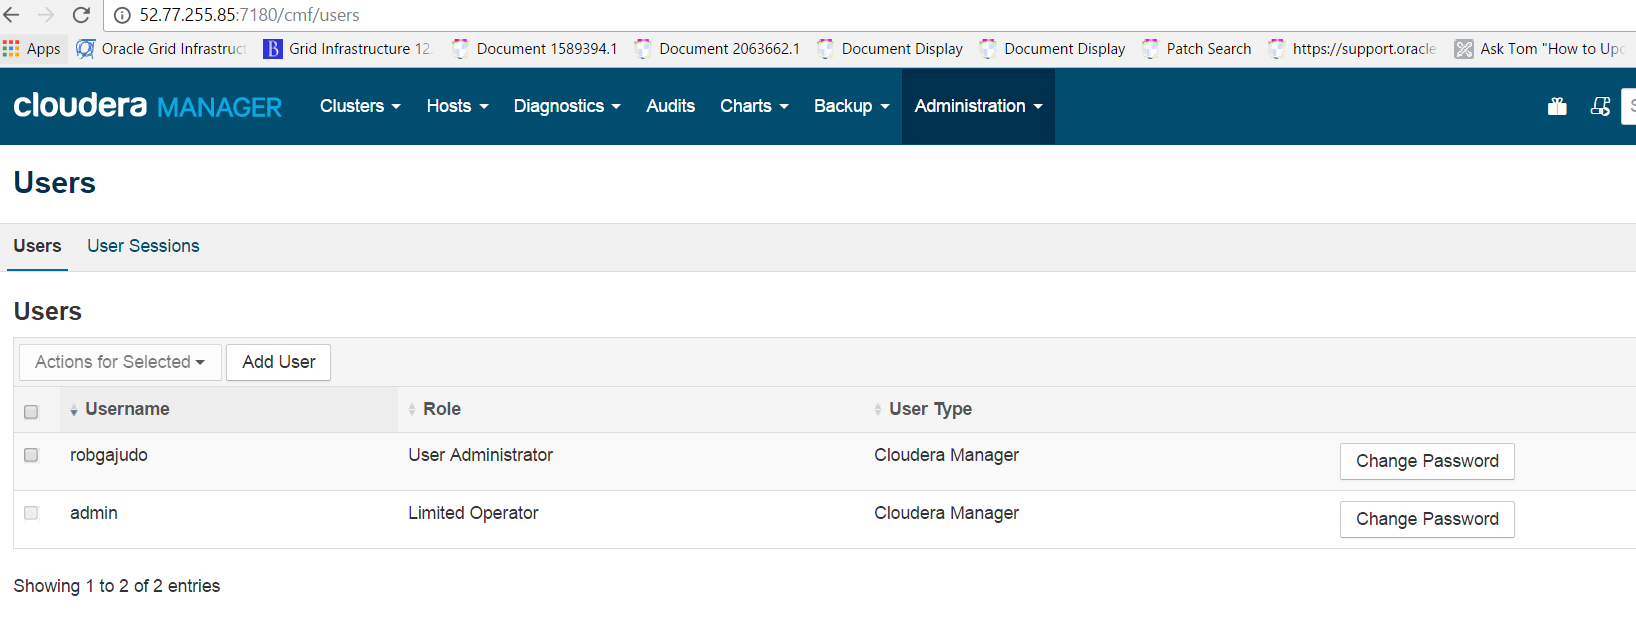 52.77.255.85:7180/cmf/users
Apps Oracle Grid Infrastruct B Grid Infrastructure 12. Document 1589394.1 Document 2063662.1 Document Display Document Display Patch Search https://support.oracle Ask Tom "How to Upd
cloudera MANAGER Clusters Hosts Diagnostics Audits Charts Backup Administration S
Users
Users User Sessions
Users
Actions for Selected Add User
Username Role User Type
robgajudo User Administrator Cloudera Manager Change Password
admin Limited Operator Cloudera Manager Change Password
Showing 1 to 2 of 2 entries